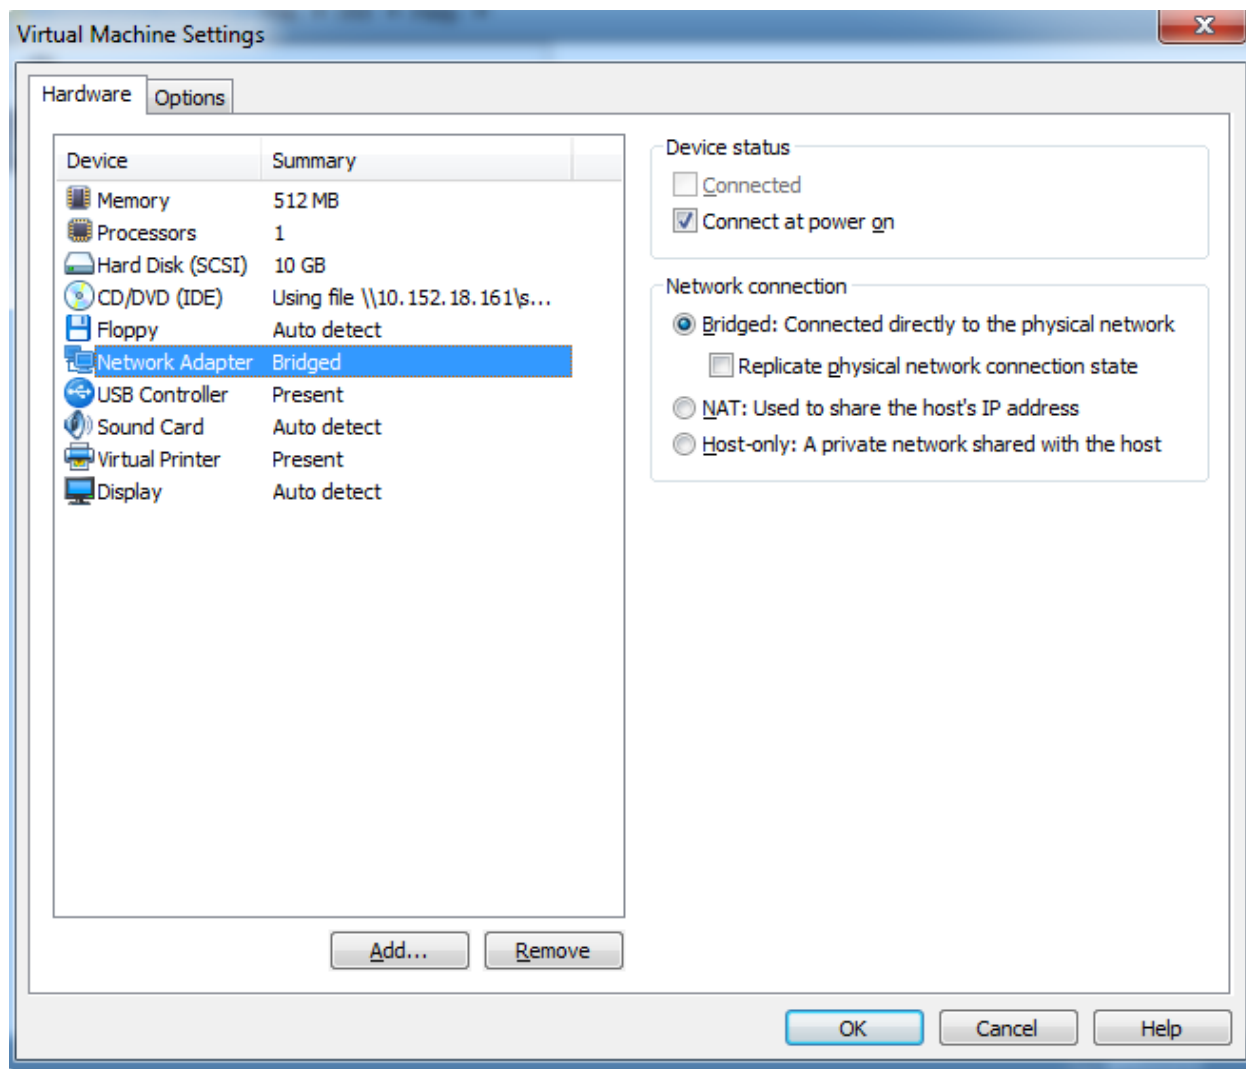 Virtual Machine Settings
Hardware
Options
Device Summary
Memory 512 MB
Processors 1
Hard Disk (SCSI) 10 GB
CD/DVD (IDE) Using file \\10.152.18.161\s...
Floppy Auto detect
Network Adapter Bridged
USB Controller Present
Sound Card Auto detect
Virtual Printer Present
Display Auto detect
Add...
Remove
Device status
Connected
Connect at power on
Network connection
Bridged: Connected directly to the physical network
Replicate physical network connection state
NAT: Used to share the host's IP address
Host-only: A private network shared with the host
OK
Cancel
Help